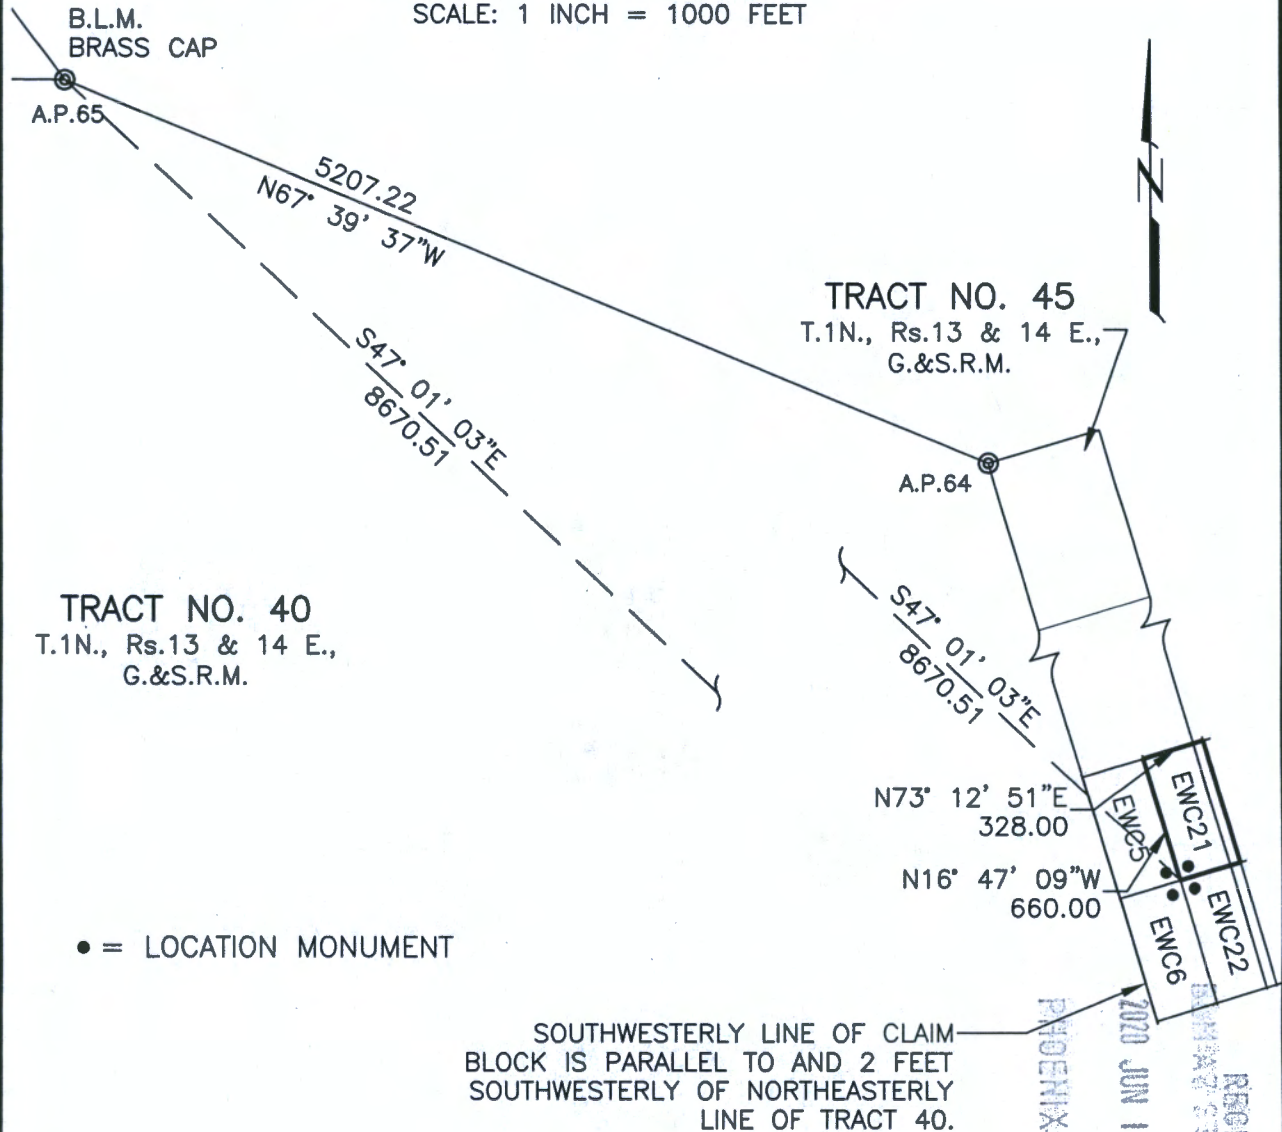 SCALE: 1 INCH = 1000 FEET
B.L.M.
BRASS CAP
A.P.65
5207.22
N67° 39' 37"W
N
S47° 01' 03"E
8670.51
TRACT NO. 45
T.1N., Rs.13 & 14 E.,
G.&S.R.M.
A.P.64
TRACT NO. 40
T.1N., Rs.13 & 14 E.,
G.&S.R.M.
S47° 01' 03"E
8670.51
N73° 12' 51"E
328.00
EWC5
EWC21
N16° 47' 09"W
660.00
EWC6
EWC22
● = LOCATION MONUMENT
SOUTHWESTERLY LINE OF CLAIM
BLOCK IS PARALLEL TO AND 2 FEET
SOUTHWESTERLY OF NORTHEASTERLY
LINE OF TRACT 40.
2020 JUN
PHOENIX